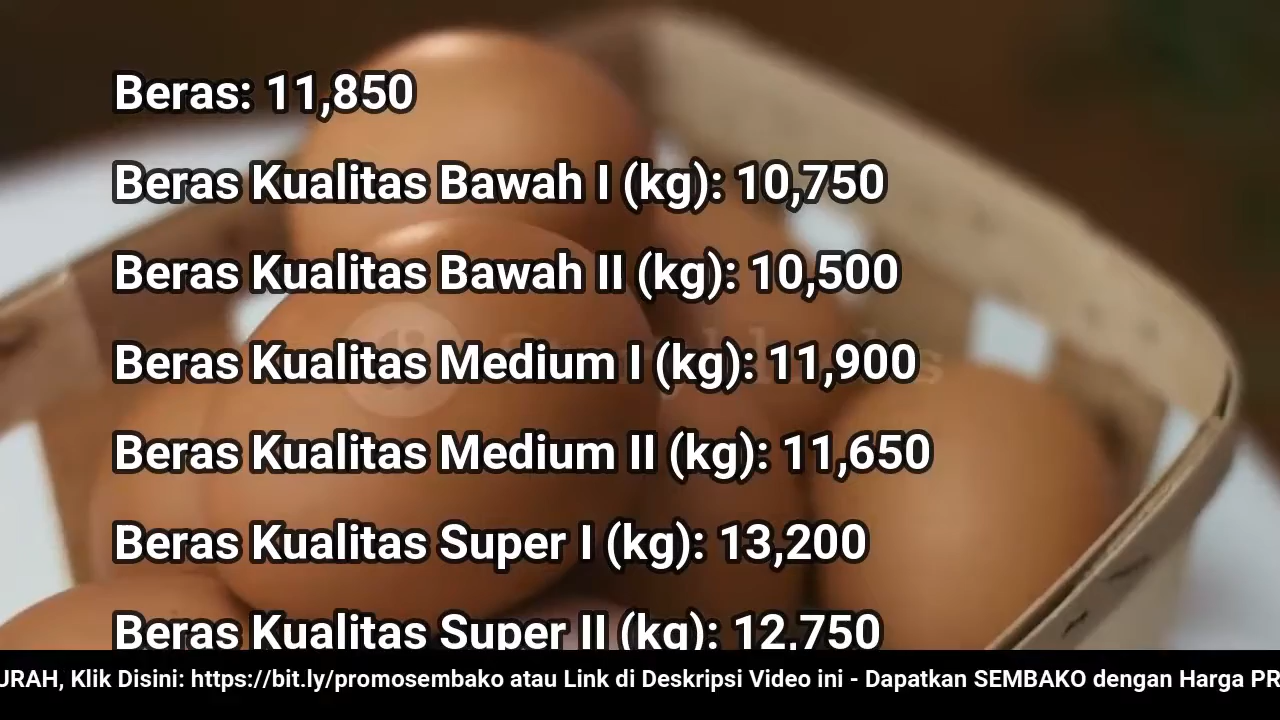 Beras: 11,850
Beras Kualitas Bawah I (kg): 10,750
Beras Kualitas Bawah II (kg): 10,500
Beras Kualitas Medium I (kg): 11,900
Beras Kualitas Medium II (kg): 11,650
Beras Kualitas Super I (kg): 13,200
Beras Kualitas Super II (kg): 12,750
URAH, Klik Disini: https://bit.ly/promosembako atau Link di Deskripsi Video ini - Dapatkan SEMBAKO dengan Harga PR